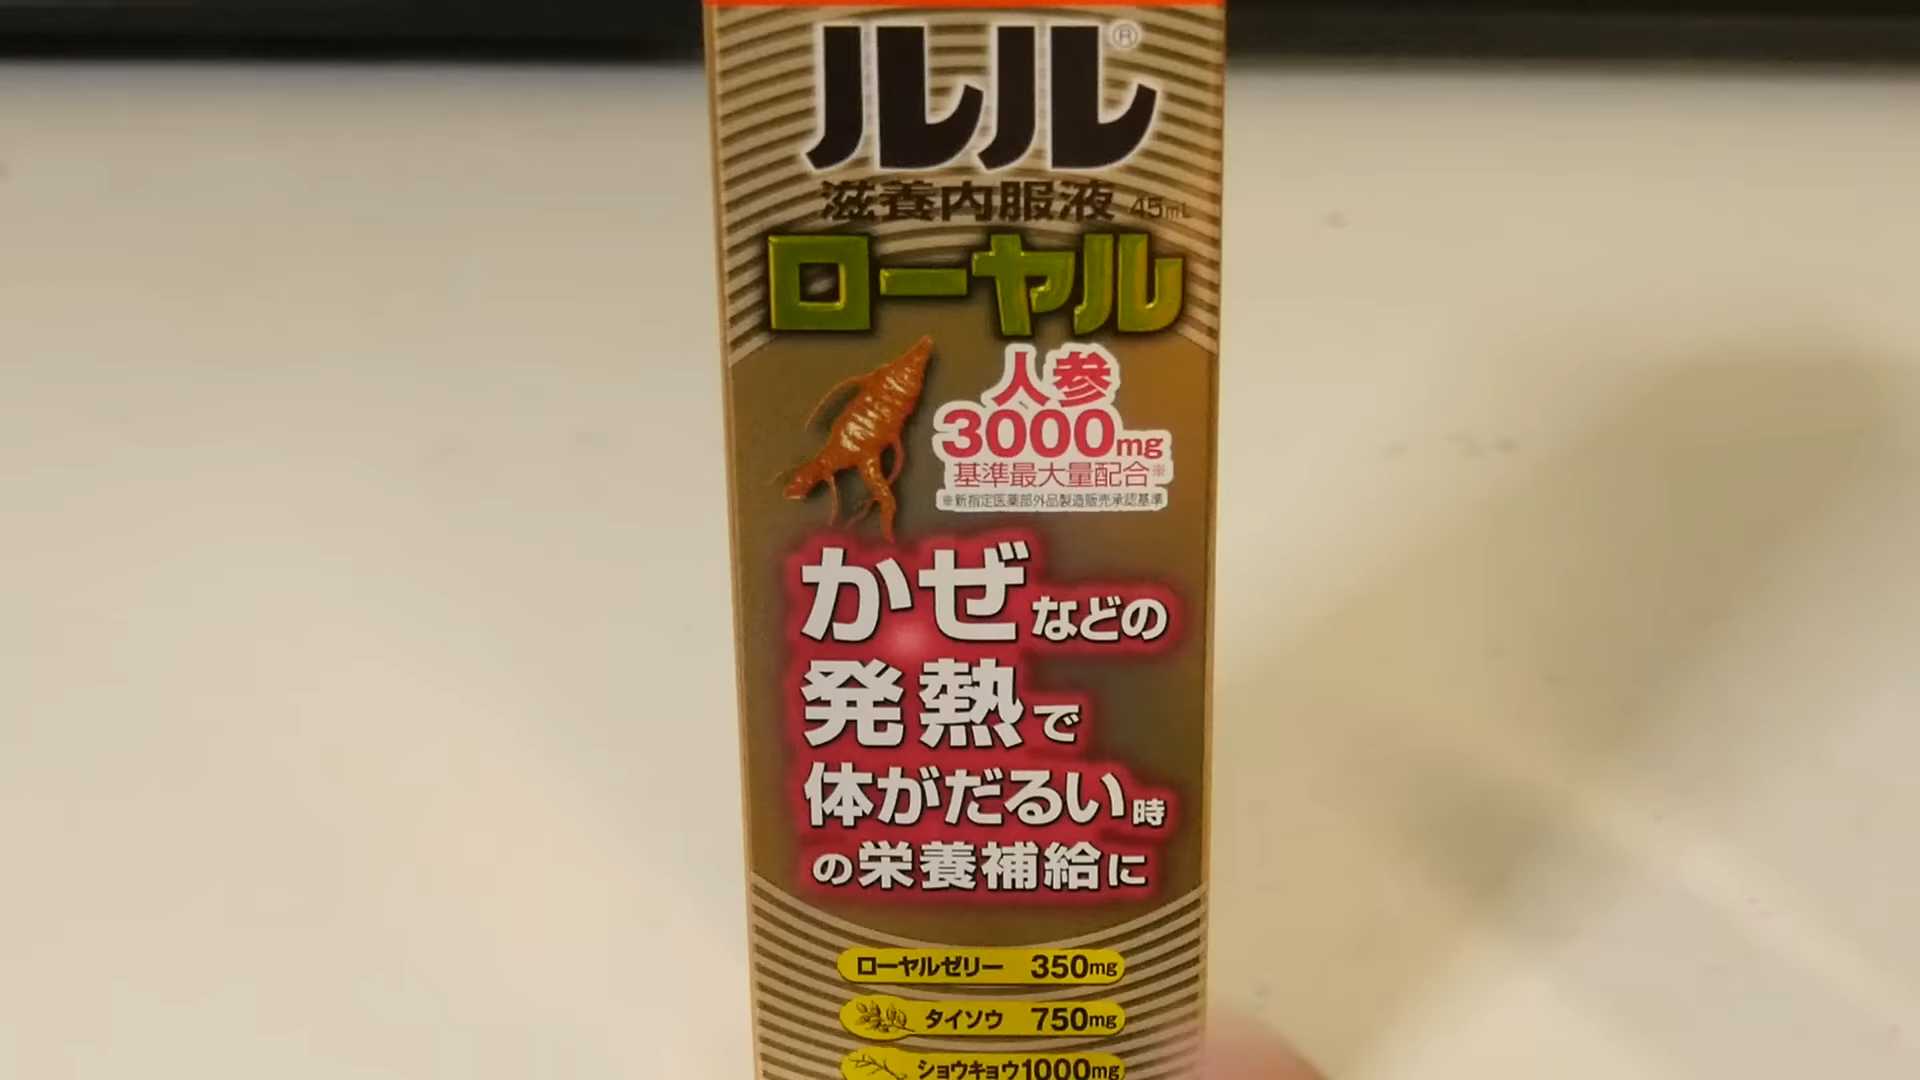 ルル®
滋養内服液 45mL
ローヤル
人参
3000mg
基準最大量配合※
※新指定医薬部外品製造販売承認基準
かぜなどの
発熱で
体がだるい時
の栄養補給に
ローヤルゼリー 350mg
タイソウ 750mg
ショウキョウ1000mg